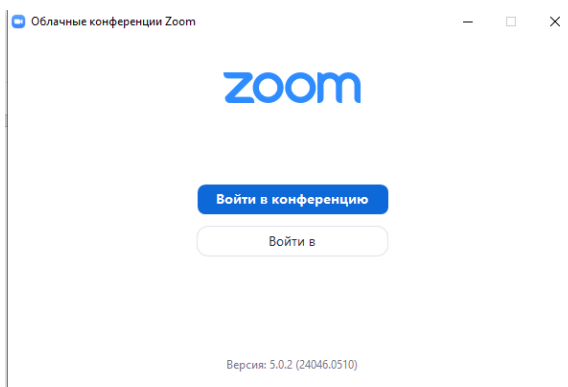 Облачные конференции Zoom
zoom
Войти в конференцию
Войти в
Версия: 5.0.2 (24046.0510)